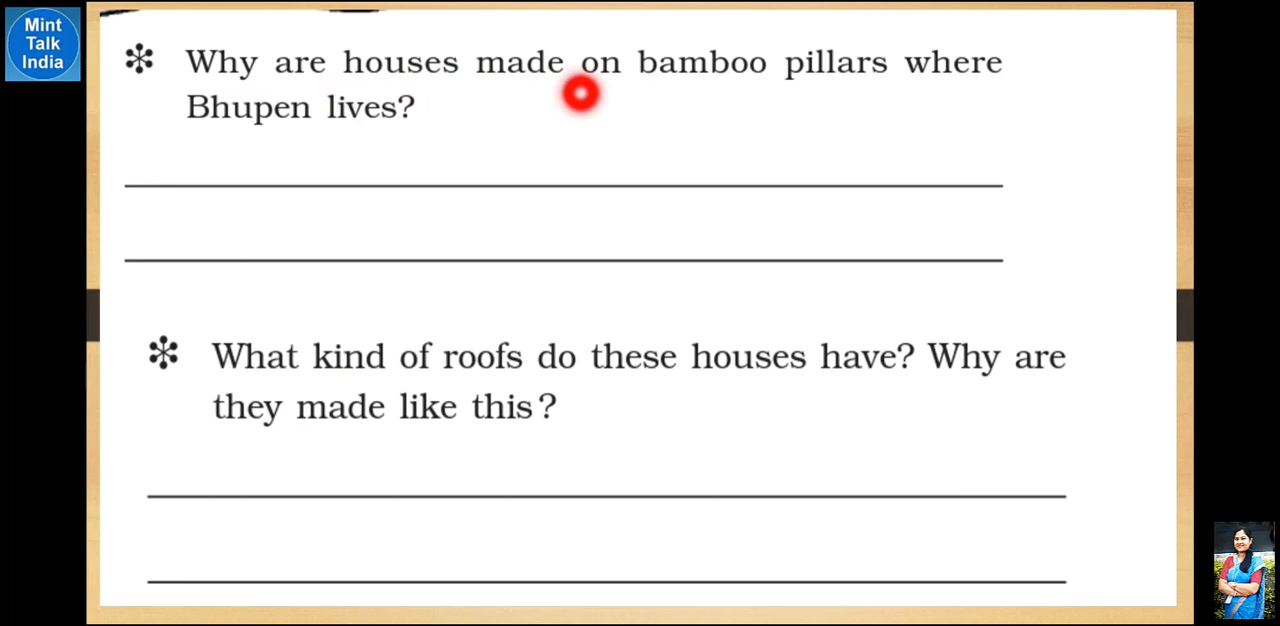 Mint
Talk
India
Why are houses made on bamboo pillars where
Bhupen lives?
What kind of roofs do these houses have? Why are
they made like this?